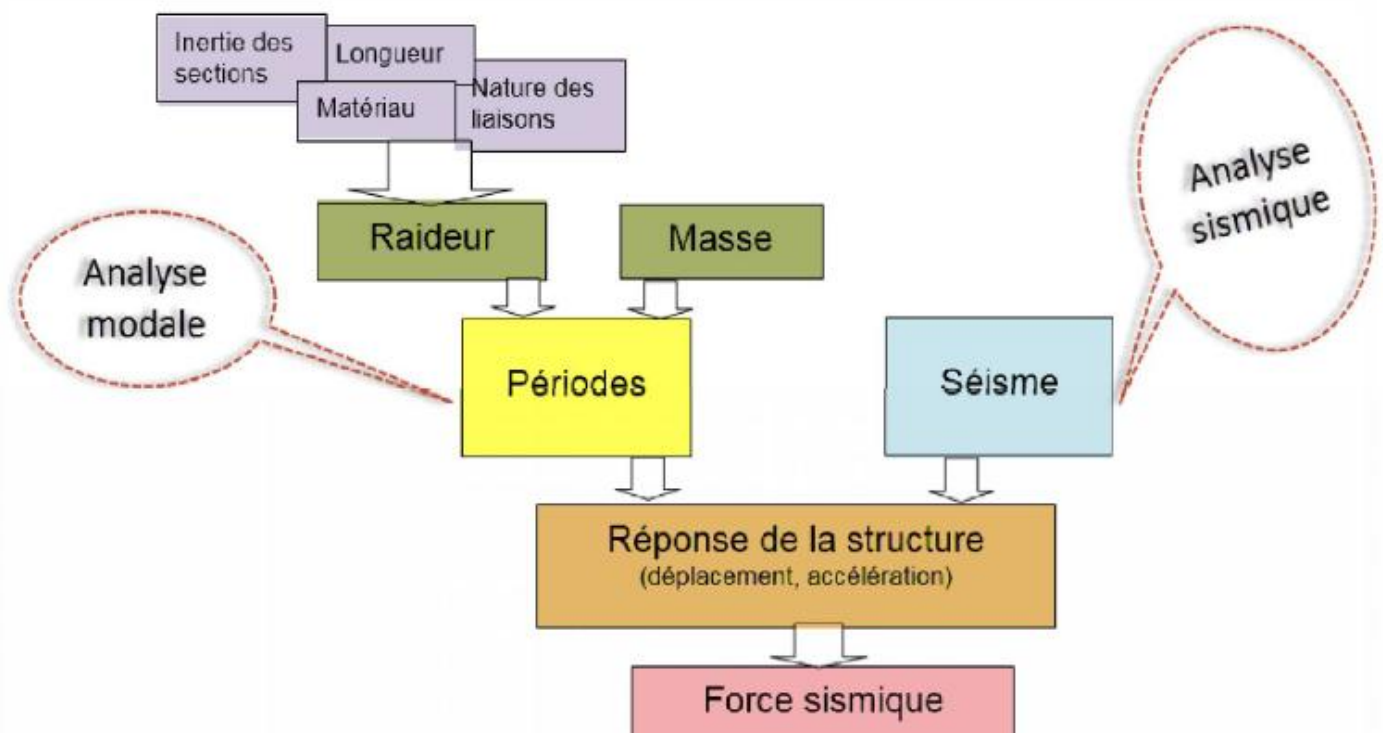 Inertie des
sections
Longueur
Matériau
Nature des
liaisons
Analyse
sismique
Raideur
Masse
Analyse
modale
Périodes
Séisme
Réponse de la structure
(déplacement, accélération)
Force sismique